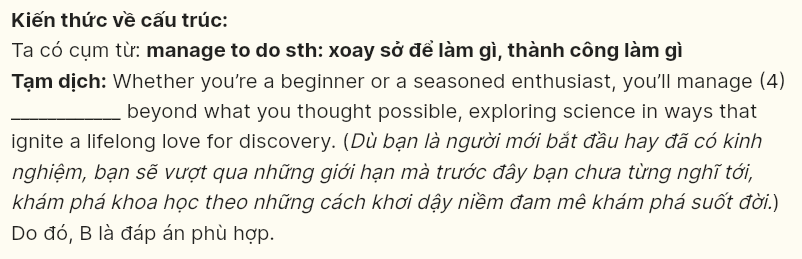 Kiến thức về cấu trúc:
Ta có cụm từ: manage to do sth: xoay sở để làm gì, thành công làm gì
Tạm dịch: Whether you’re a beginner or a seasoned enthusiast, you’ll manage (4)
____________ beyond what you thought possible, exploring science in ways that
ignite a lifelong love for discovery. (Dù bạn là người mới bắt đầu hay đã có kinh
nghiệm, bạn sẽ vượt qua những giới hạn mà trước đây bạn chưa từng nghĩ tới,
khám phá khoa học theo những cách khơi dậy niềm đam mê khám phá suốt đời.)
Do đó, B là đáp án phù hợp.